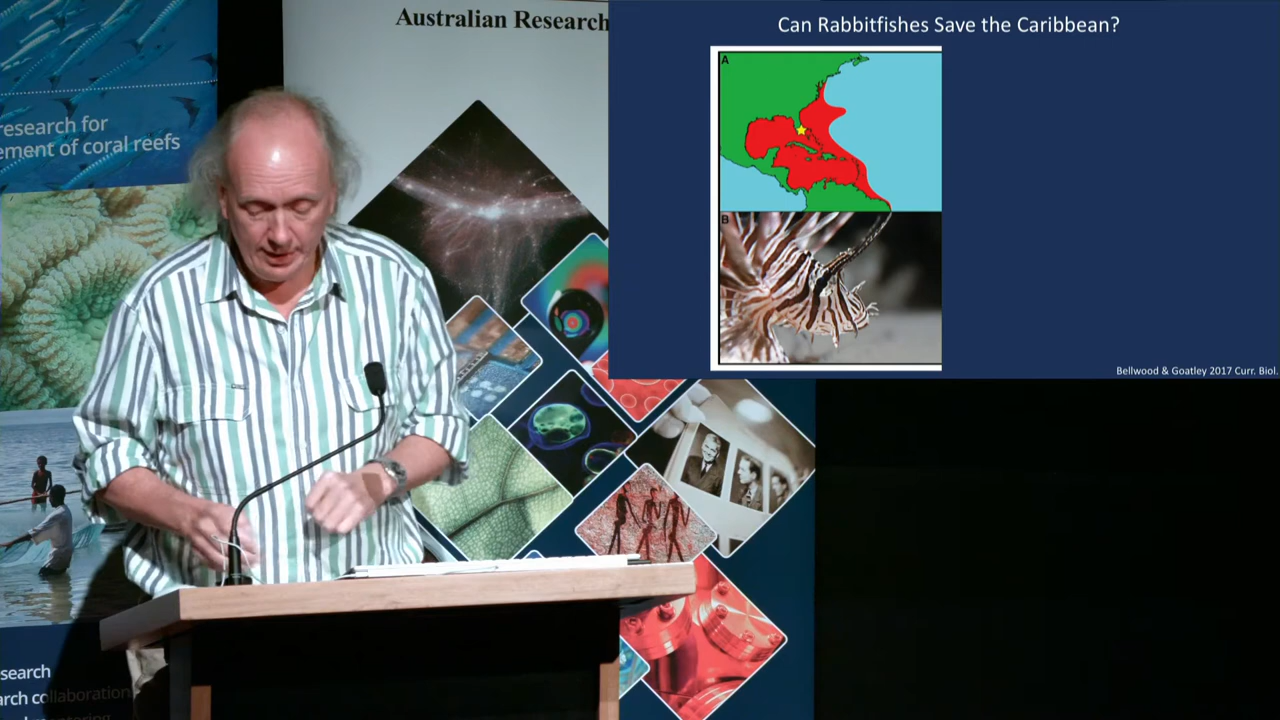 Australian Research
research for
ement of coral reefs
Can Rabbitfishes Save the Caribbean?
A
B
Bellwood & Goatley 2017 Curr. Biol.
search
arch collaboration